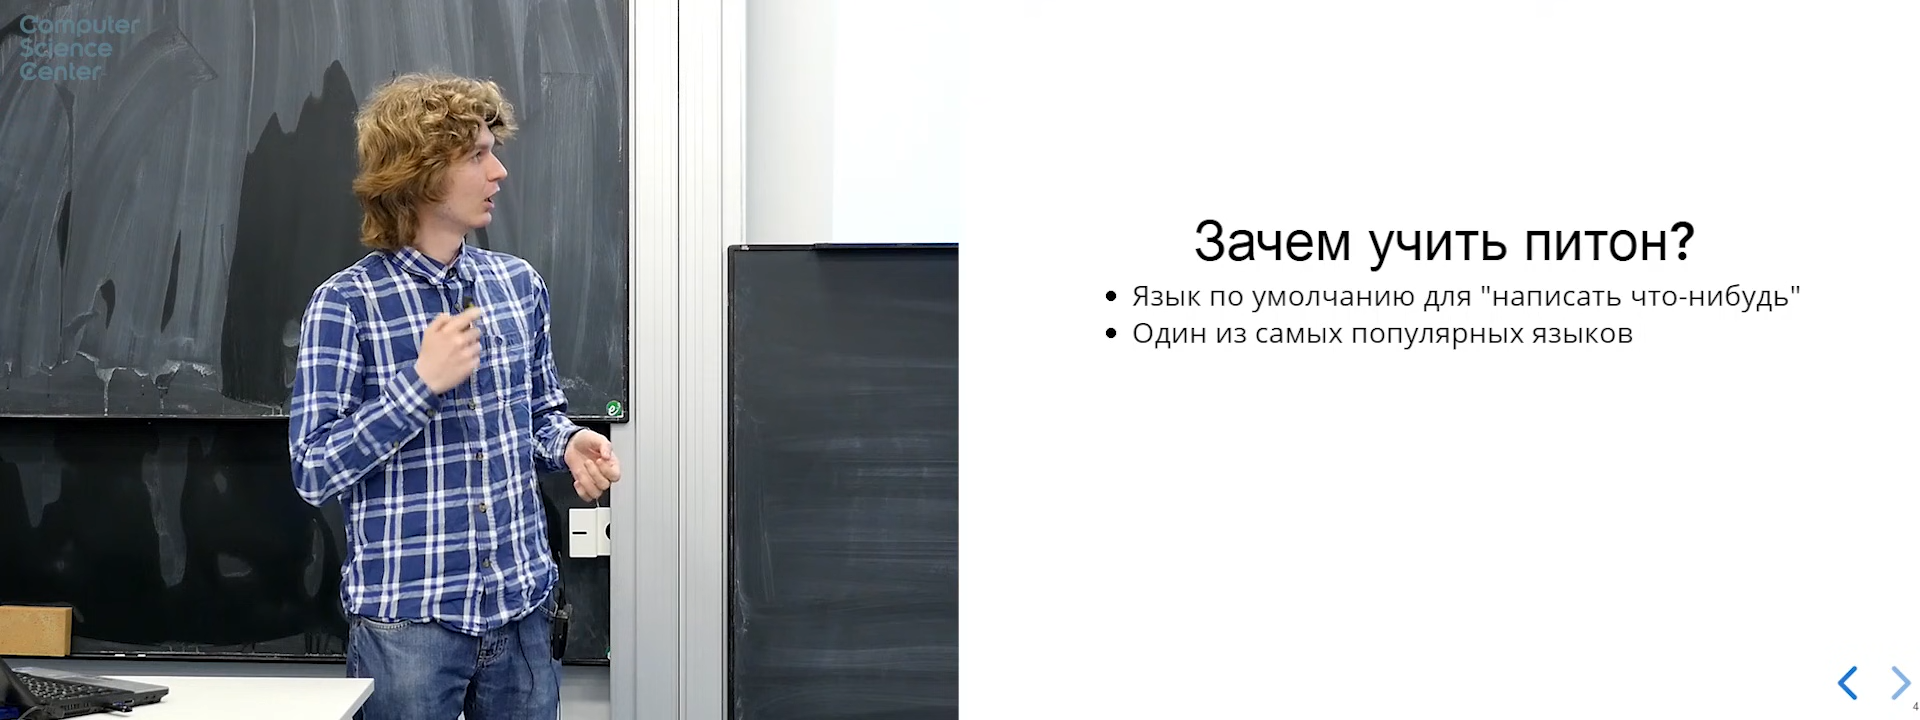 Computer
Science
Center
Зачем учить питон?
Язык по умолчанию для "написать что-нибудь"
Один из самых популярных языков
4